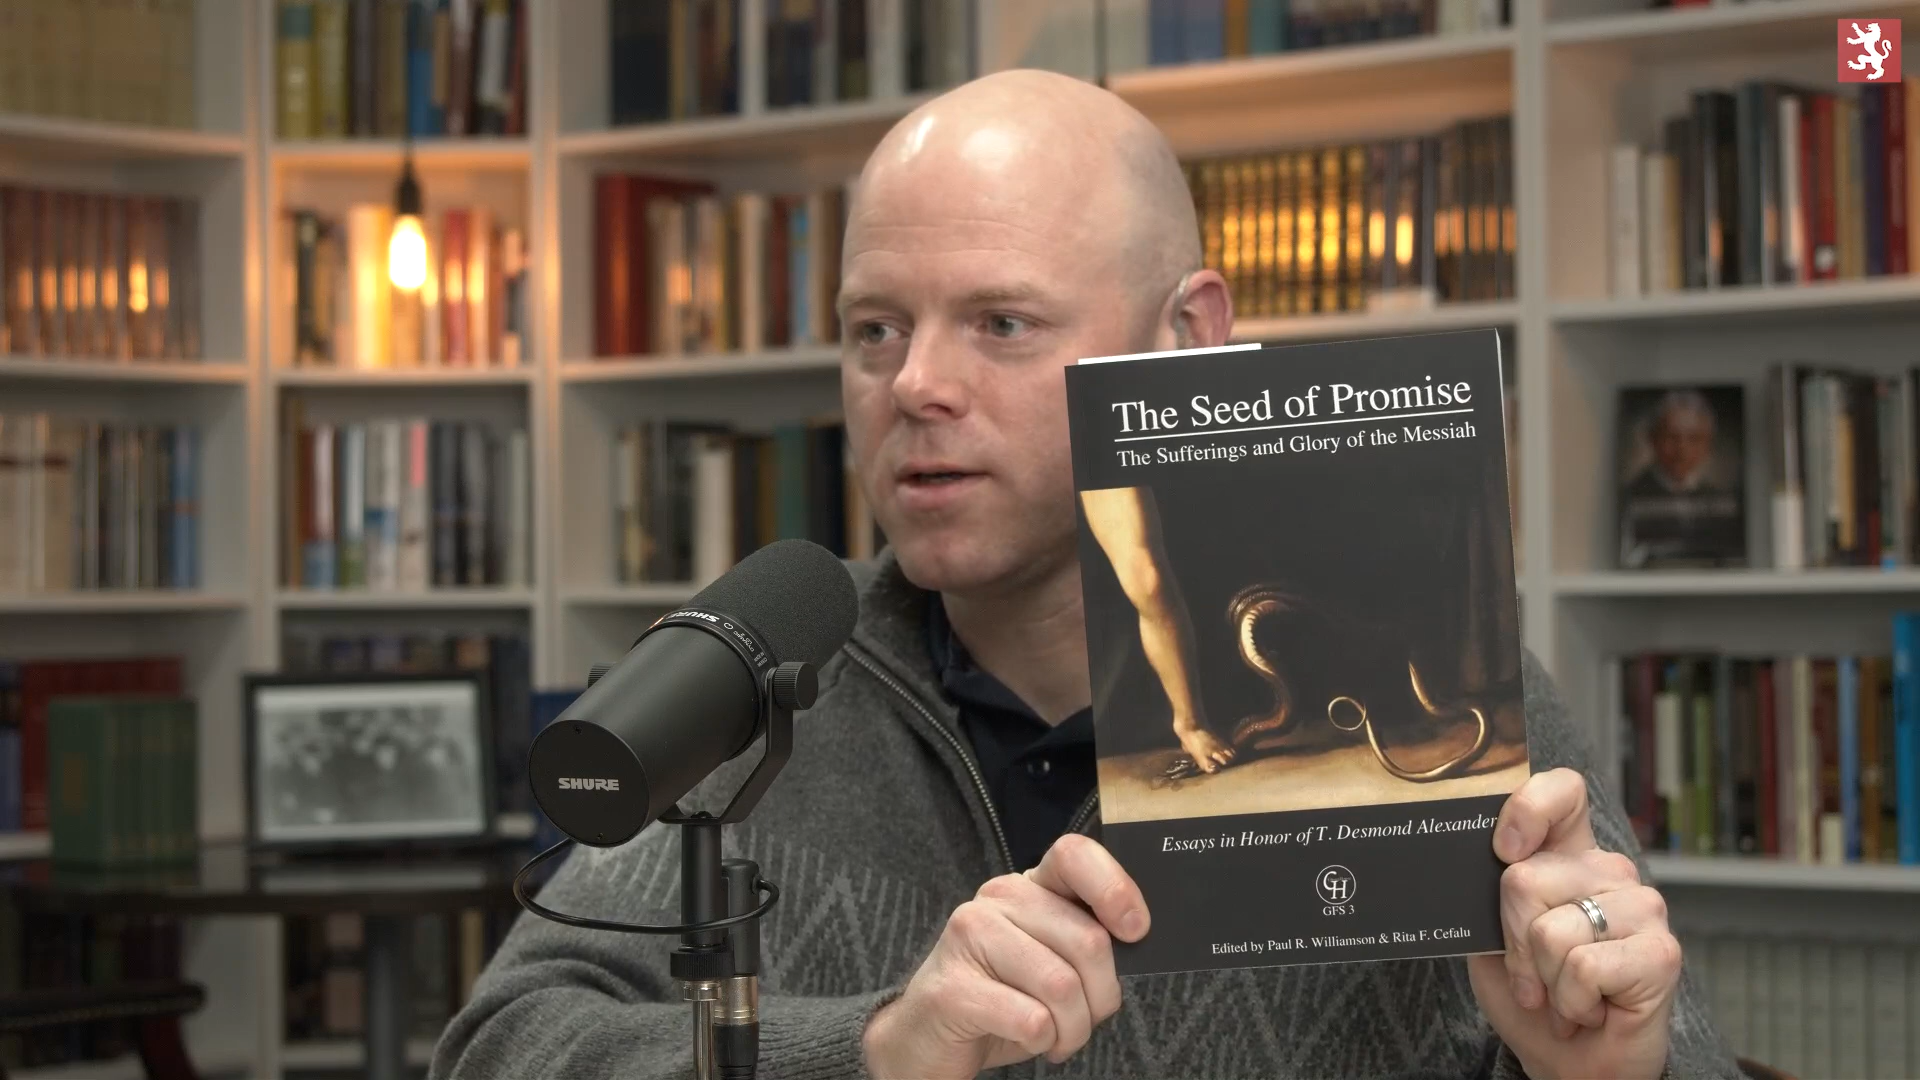 The Seed of Promise
The Sufferings and Glory of the Messiah
Essays in Honor of T. Desmond Alexander
GH
GFS 3
Edited by Paul R. Williamson & Rita F. Cefalu
SHURE
SHURE